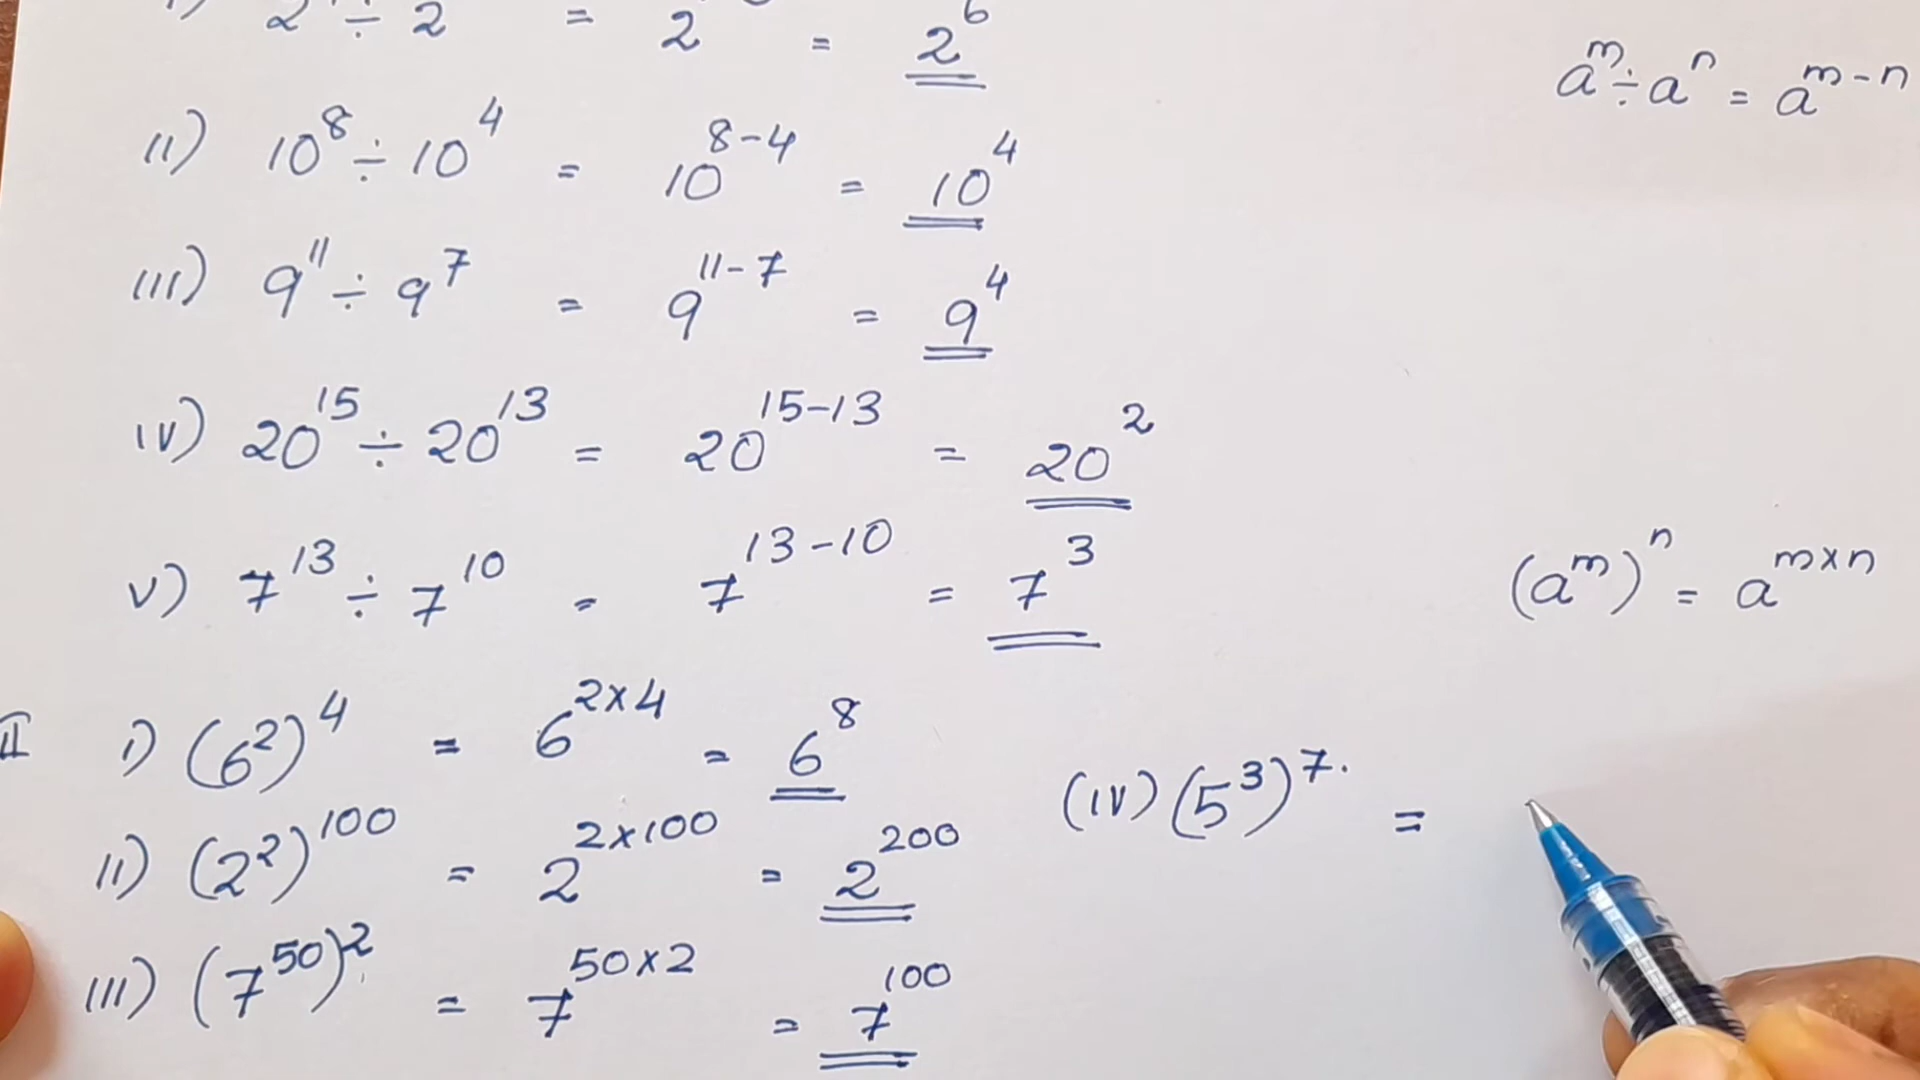 2 ÷ 2 = 2 = 2⁶
aᵐ ÷ aⁿ = aᵐ⁻ⁿ
II) 10⁸ ÷ 10⁴ = 10⁸⁻⁴ = 10⁴
III) 9¹¹ ÷ 9⁷ = 9¹¹⁻⁷ = 9⁴
IV) 20¹⁵ ÷ 20¹³ = 20¹⁵⁻¹³ = 20²
V) 7¹³ ÷ 7¹⁰ = 7¹³⁻¹⁰ = 7³
(aᵐ)ⁿ = aᵐˣⁿ
II I) (6²)⁴ = 6²ˣ⁴ = 6⁸
II) (2²)¹⁰⁰ = 2²ˣ¹⁰⁰ = 2²⁰⁰
III) (7⁵⁰)² = 7⁵⁰ˣ² = 7¹⁰⁰
(IV) (5³)⁷· =